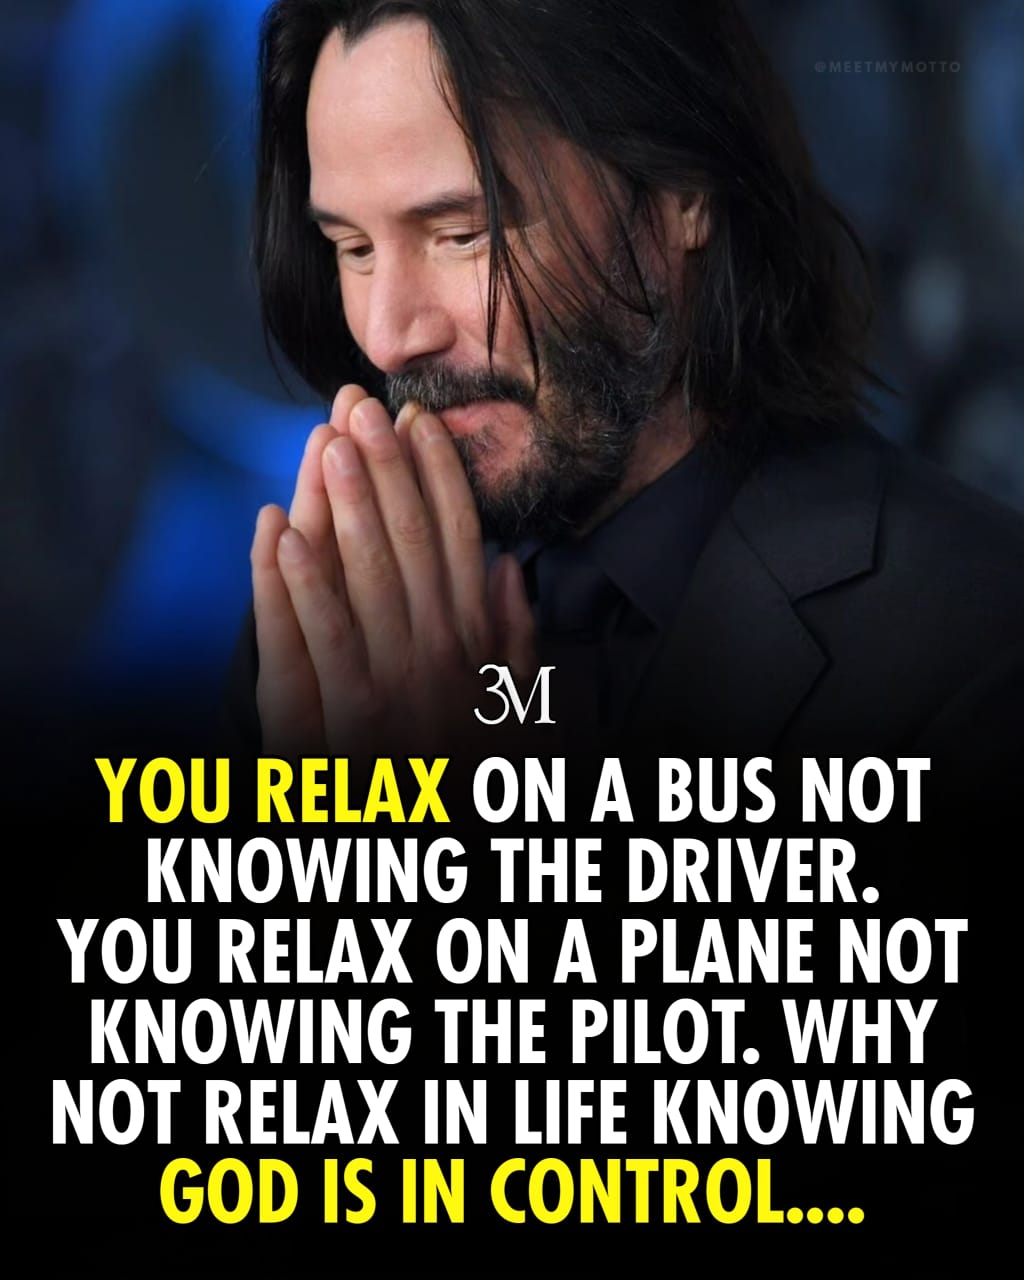 @MEETMYMOTTO
3M
YOU RELAX ON A BUS NOT
KNOWING THE DRIVER.
YOU RELAX ON A PLANE NOT
KNOWING THE PILOT. WHY
NOT RELAX IN LIFE KNOWING
GOD IS IN CONTROL....